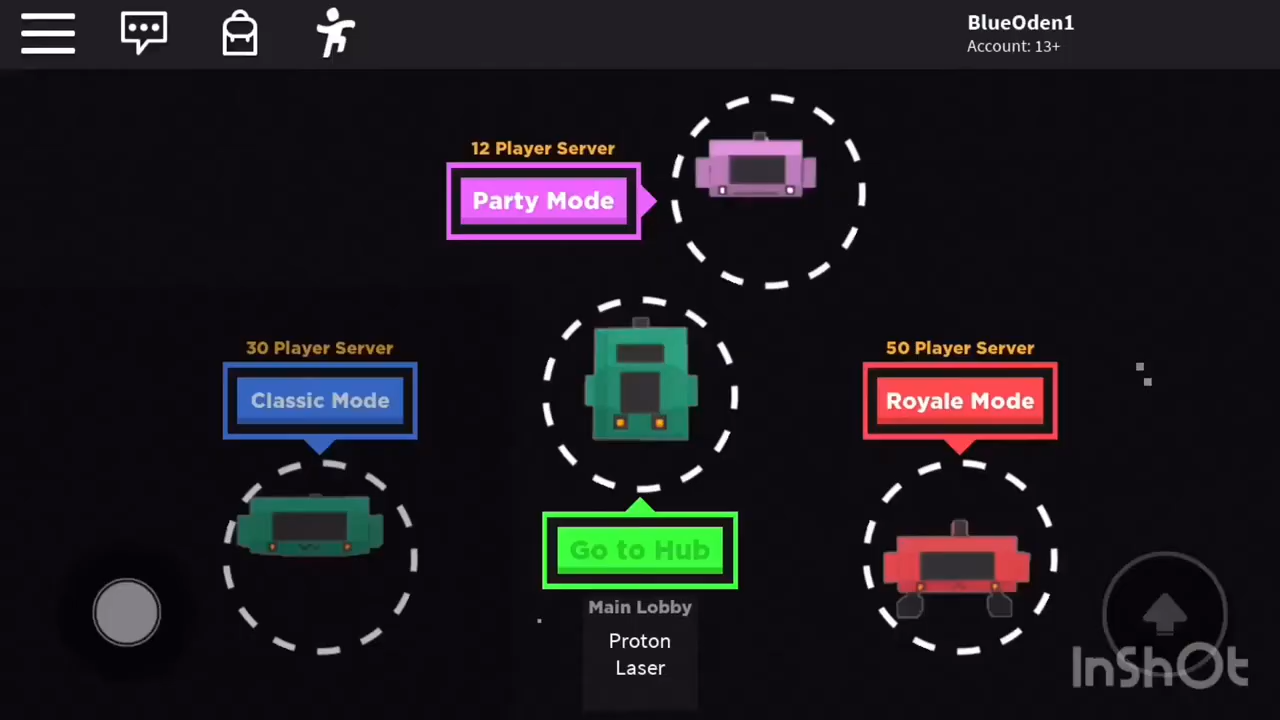 BlueOden1
Account: 13+
12 Player Server
Party Mode
30 Player Server
Classic Mode
50 Player Server
Royale Mode
Go to Hub
Main Lobby
Proton
Laser
InShOt